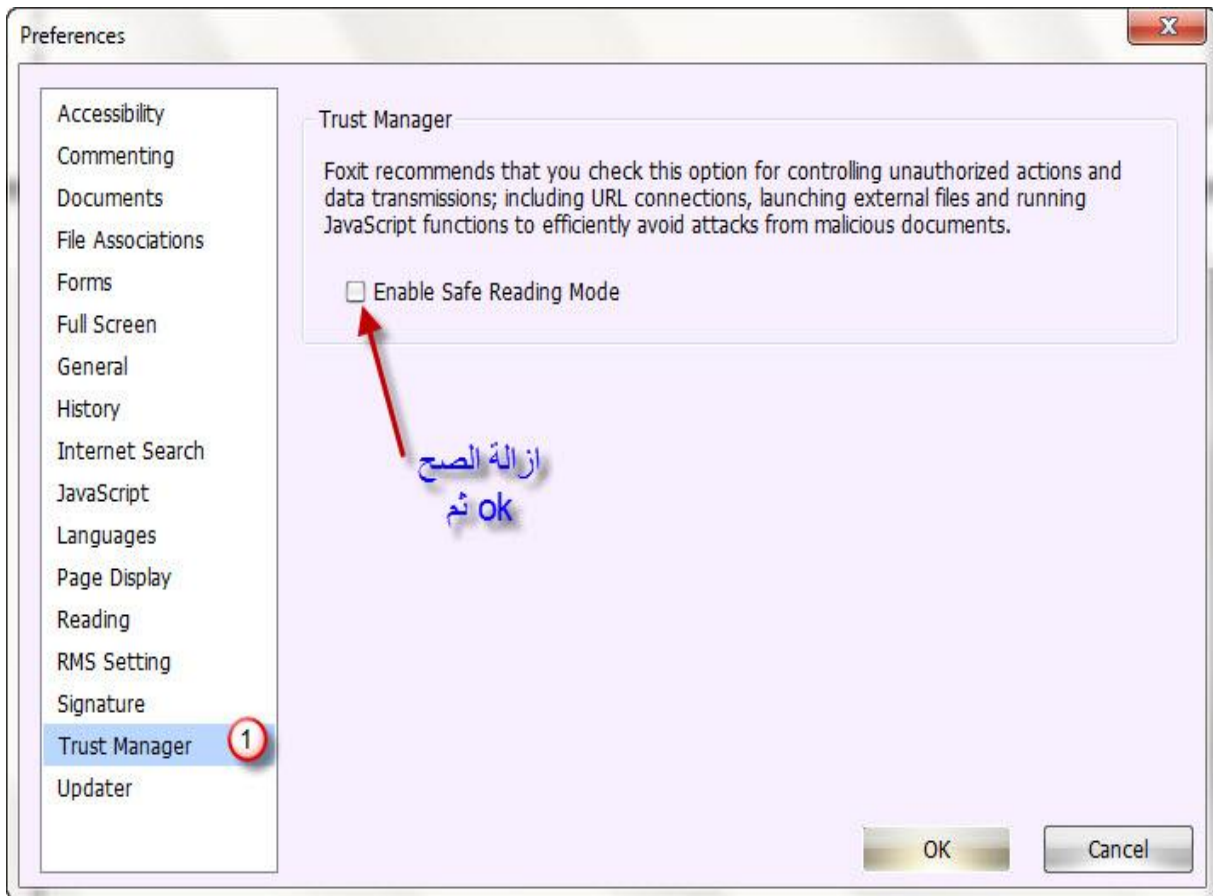 Preferences
Accessibility
Commenting
Documents
File Associations
Forms
Full Screen
General
History
Internet Search
JavaScript
Languages
Page Display
Reading
RMS Setting
Signature
Trust Manager
1
Updater
Trust Manager
Foxit recommends that you check this option for controlling unauthorized actions and
data transmissions; including URL connections, launching external files and running
JavaScript functions to efficiently avoid attacks from malicious documents.
Enable Safe Reading Mode
ازالة الصح
ثم ok
OK
Cancel